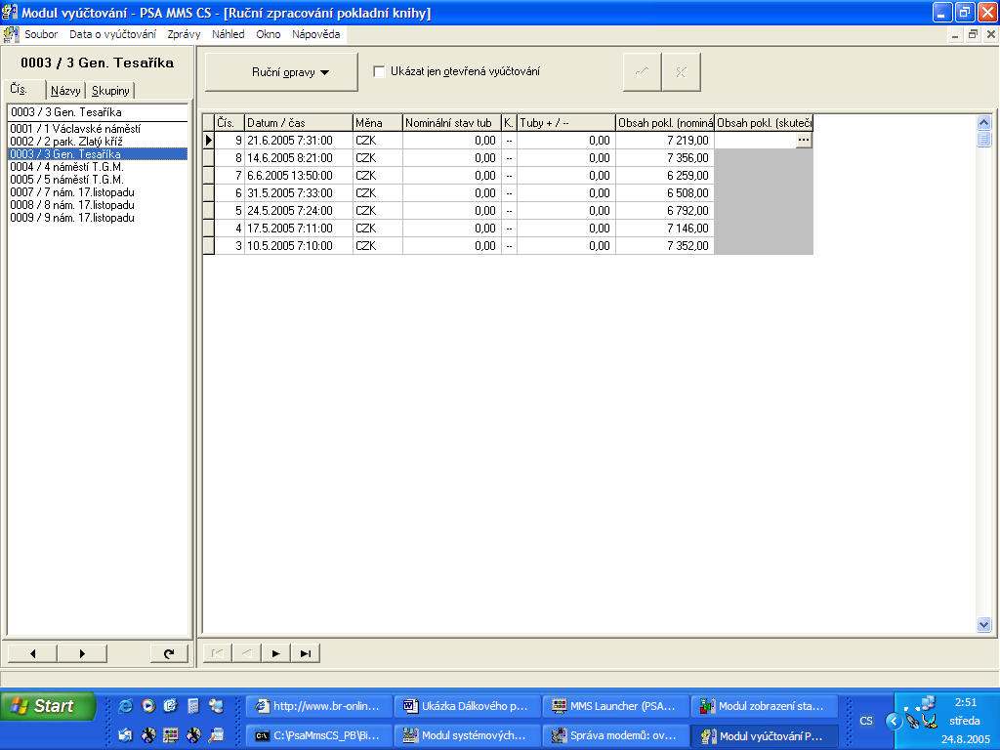 Modul vyúčtování - PSA MMS CS - [Ruční zpracování pokladní knihy]
Soubor Data o vyúčtování Zprávy Náhled Okno Nápověda
0003 / 3 Gen. Tesaříka
Čís. Názvy Skupiny
0003 / 3 Gen. Tesaříka
0001 / 1 Václavské náměstí
0002 / 2 park. Zlatý kříž
0003 / 3 Gen. Tesaříka
0004 / 4 náměstí T.G.M.
0005 / 5 náměstí T.G.M.
0007 / 7 nám. 17.listopadu
0008 / 8 nám. 17.listopadu
0009 / 9 nám. 17.listopadu
Ruční opravy
Ukázat jen otevřená vyúčtování
Čís. Datum / čas Měna Nominální stav tub K. Tuby + / -- Obsah pokl. (nominá Obsah pokl. (skuteč
9 21.6.2005 7:31:00 CZK 0,00 -- 0,00 7 219,00 ...
8 14.6.2005 8:21:00 CZK 0,00 -- 0,00 7 356,00
7 6.6.2005 13:50:00 CZK 0,00 -- 0,00 6 259,00
6 31.5.2005 7:33:00 CZK 0,00 -- 0,00 6 508,00
5 24.5.2005 7:24:00 CZK 0,00 -- 0,00 6 792,00
4 17.5.2005 7:11:00 CZK 0,00 -- 0,00 7 146,00
3 10.5.2005 7:10:00 CZK 0,00 -- 0,00 7 352,00
Start
http://www.br-onlin... Ukázka Dálkového p... MMS Launcher (PSA... Modul zobrazení sta...
C:\PsaMmsCS_PB\Bi... Modul systémových... Správa modemů: ov... Modul vyúčtování P...
CS
2:51
středa
24.8.2005